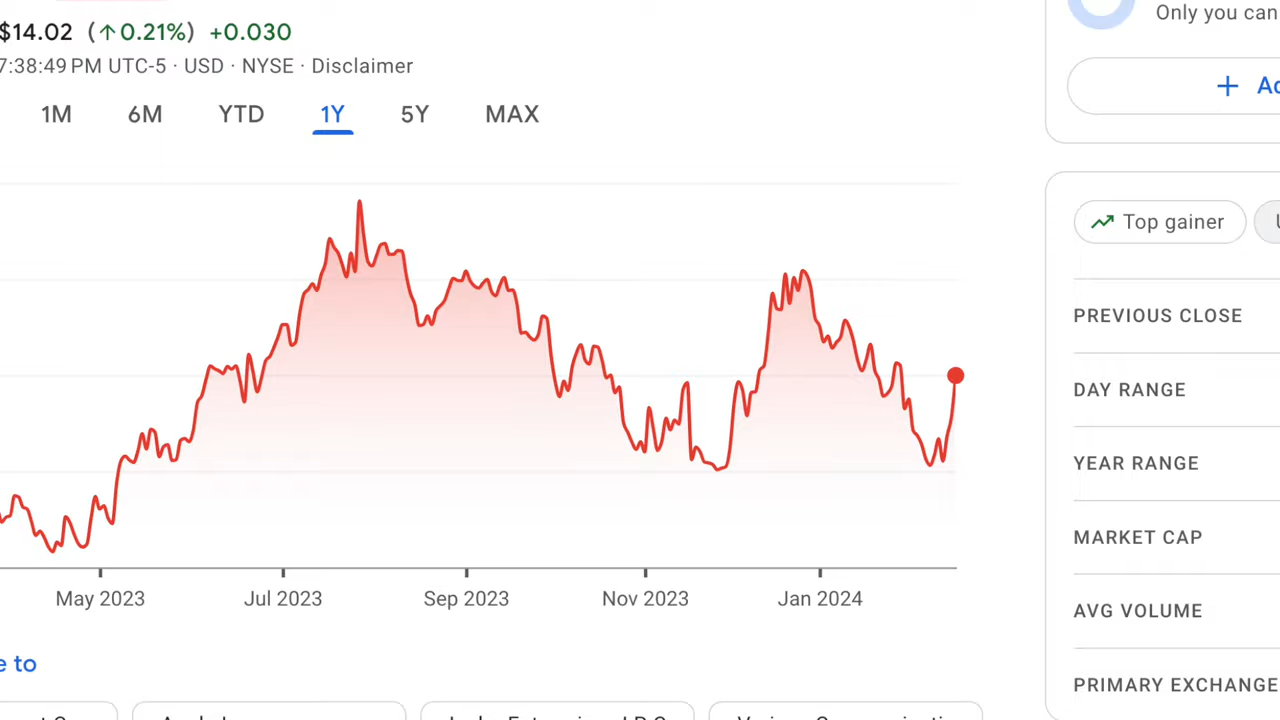 $14.02 (↑0.21%) +0.030
Only you can
7:38:49 PM UTC-5 · USD · NYSE · Disclaimer
1M 6M YTD 1Y 5Y MAX
+
Top gainer
PREVIOUS CLOSE
DAY RANGE
YEAR RANGE
MARKET CAP
AVG VOLUME
PRIMARY EXCHANGE
May 2023 Jul 2023 Sep 2023 Nov 2023 Jan 2024
to